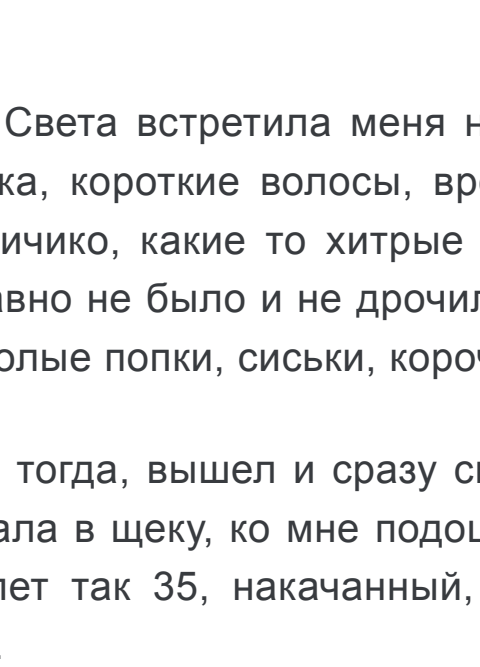 Света встретила меня н
ка, короткие волосы, вр
ичико, какие то хитрые
авно не было и не дрочил
олые попки, сиськи, короч
тогда, вышел и сразу с
ала в щеку, ко мне подош
лет так 35, накачанный,